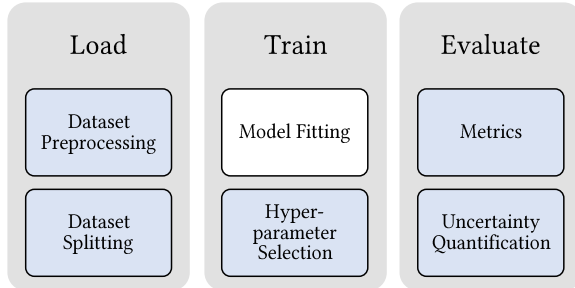 Load
Dataset
Preprocessing
Dataset
Splitting
Train
Model Fitting
Hyper-
parameter
Selection
Evaluate
Metrics
Uncertainty
Quantification